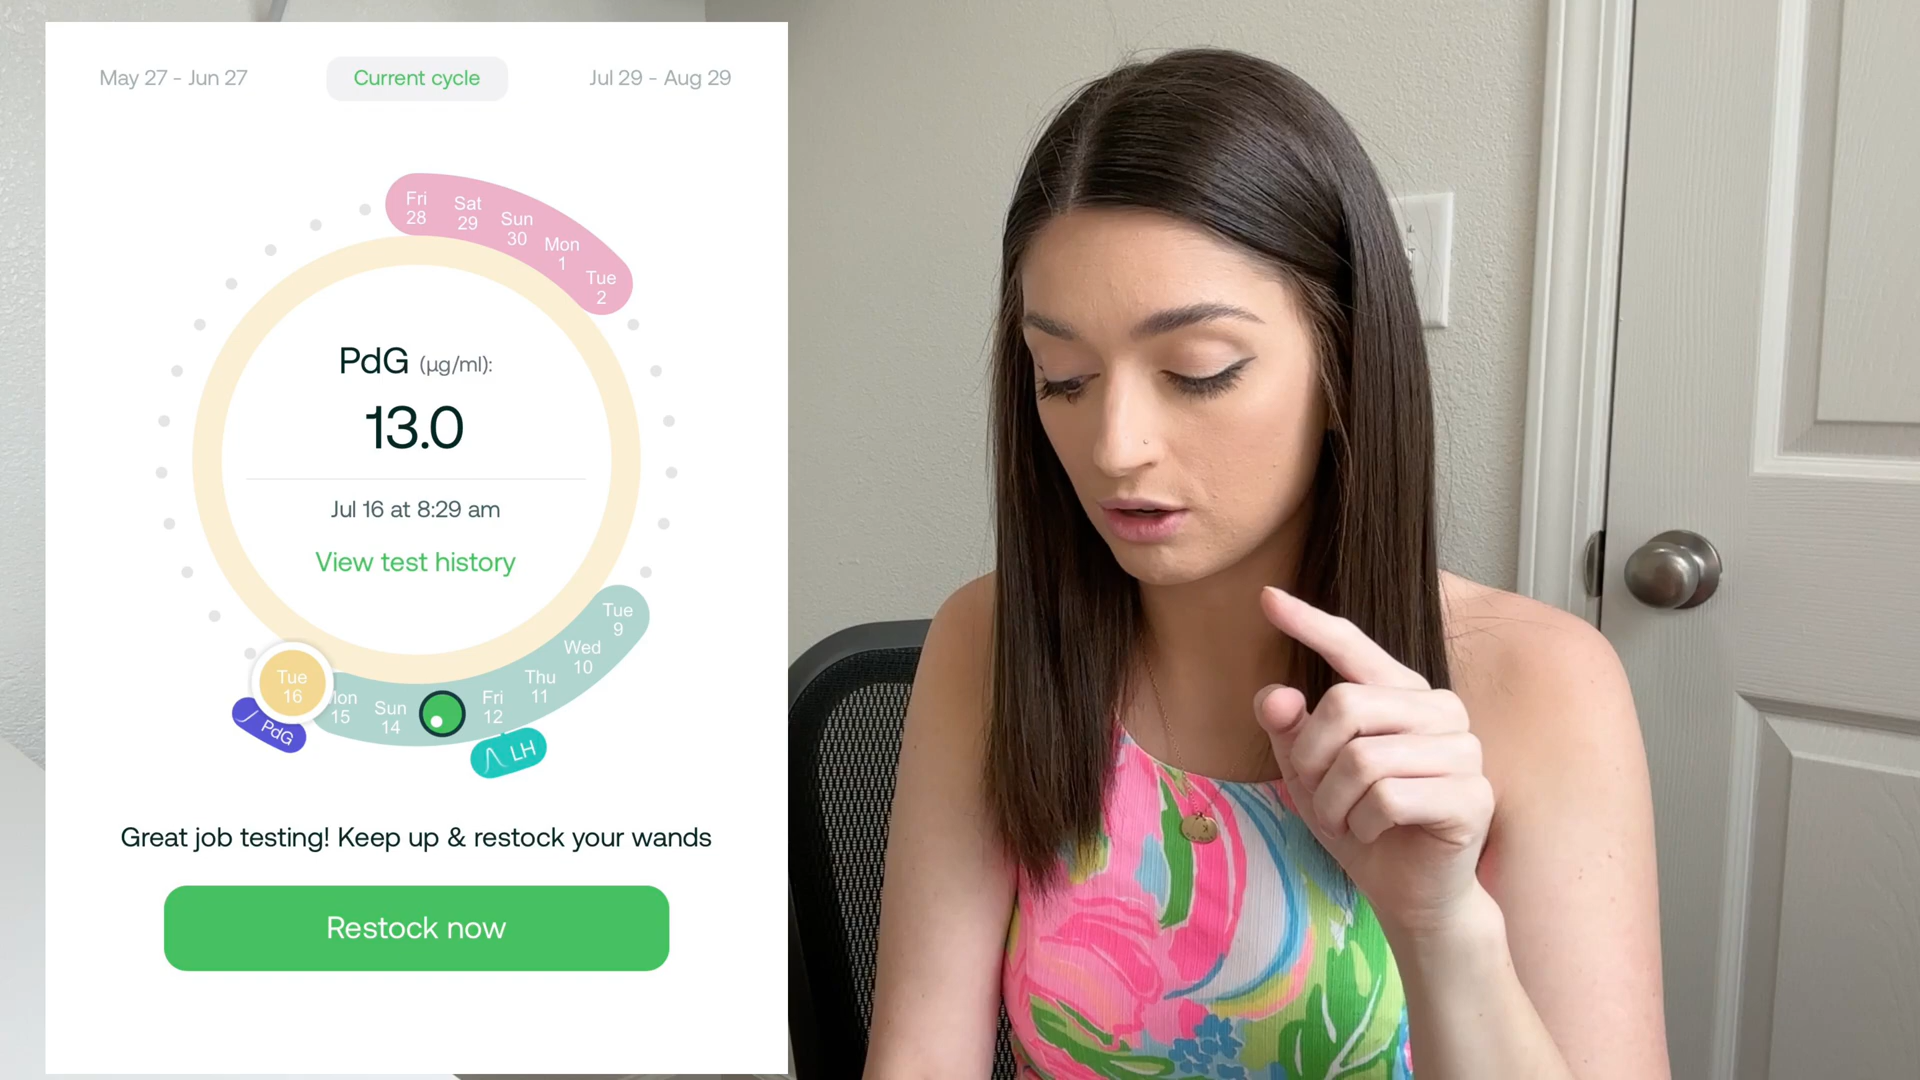 May 27 - Jun 27
Current cycle
Jul 29 - Aug 29
Fri
28
Sat
29
Sun
30
Mon
1
Tue
2
PdG (µg/ml):
13.0
Jul 16 at 8:29 am
View test history
Tue
9
Wed
10
Thu
11
Fri
12
Sun
14
15
Tue
16
PdG
LH
Great job testing! Keep up & restock your wands
Restock now